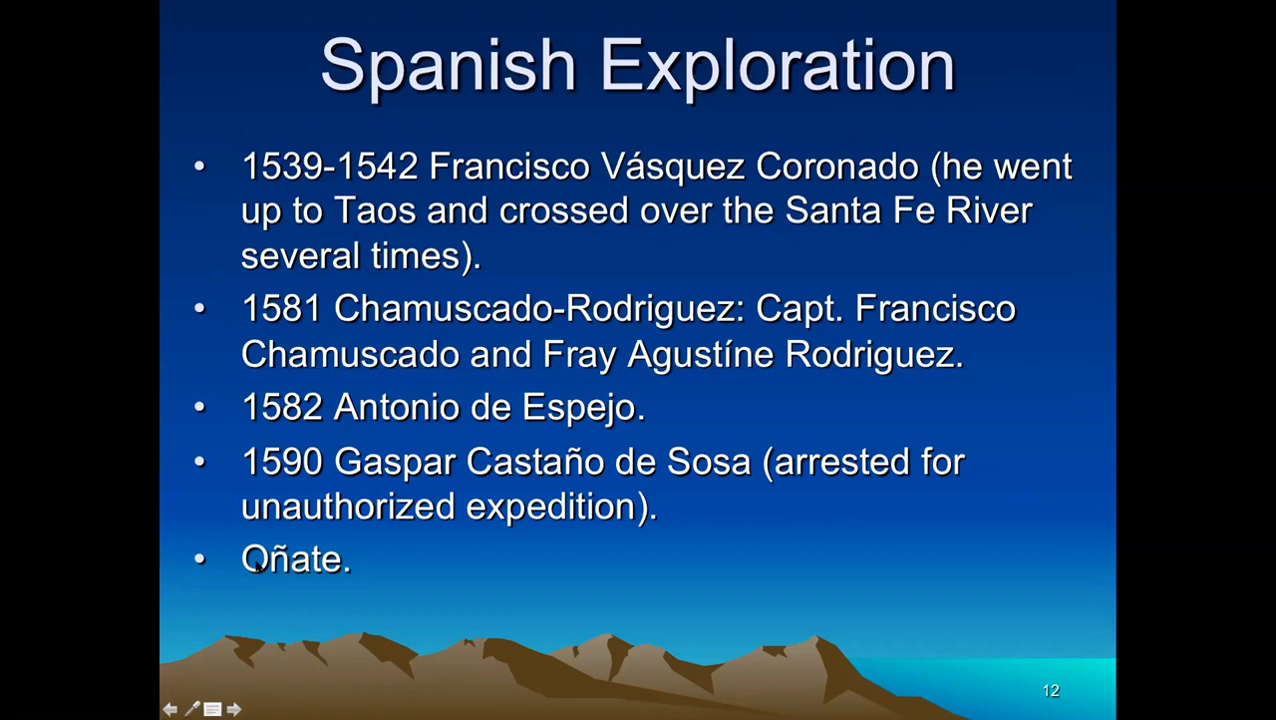 Spanish Exploration
• 1539-1542 Francisco Vásquez Coronado (he went
up to Taos and crossed over the Santa Fe River
several times).
• 1581 Chamuscado-Rodriguez: Capt. Francisco
Chamuscado and Fray Agustíne Rodriguez.
• 1582 Antonio de Espejo.
• 1590 Gaspar Castaño de Sosa (arrested for
unauthorized expedition).
• Oñate.
12